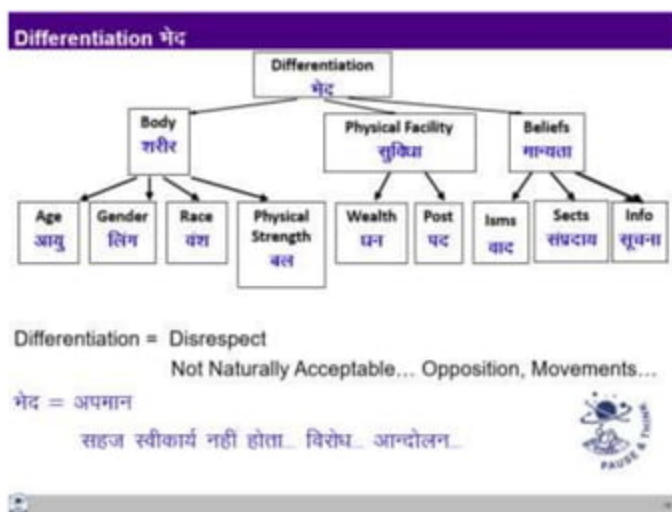 Differentiation भेद
Differentiation
भेद
Body
शरीर
Physical Facility
सुविधा
Beliefs
मान्यता
Age
आयु
Gender
लिंग
Race
वंश
Physical
Strength
बल
Wealth
धन
Post
पद
Isms
वाद
Sects
संप्रदाय
Info
सूचना
Differentiation = Disrespect
Not Naturally Acceptable... Opposition, Movements...
भेद = अपमान
सहज स्वीकार्य नहीं होता... विरोध... आन्दोलन...
PAUSE & THINK